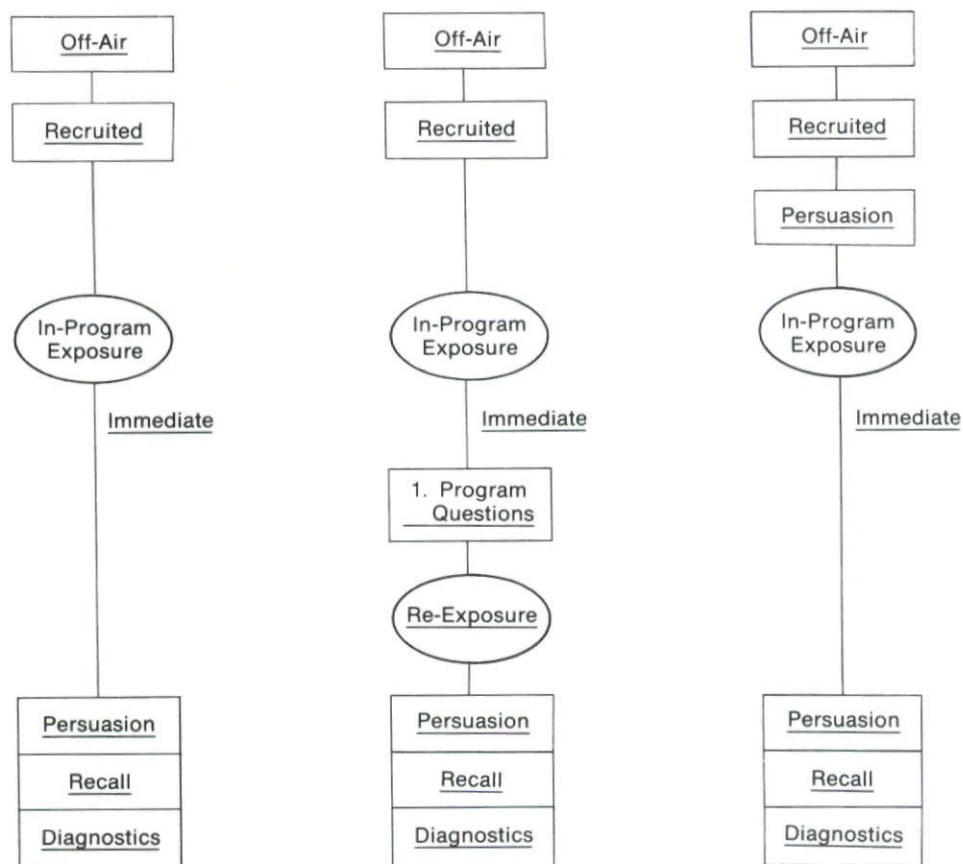 Off-Air
Recruited
In-Program
Exposure
Immediate
Persuasion
Recall
Diagnostics
Off-Air
Recruited
In-Program
Exposure
Immediate
1. Program
Questions
Re-Exposure
Persuasion
Recall
Diagnostics
Off-Air
Recruited
Persuasion
In-Program
Exposure
Immediate
Persuasion
Recall
Diagnostics